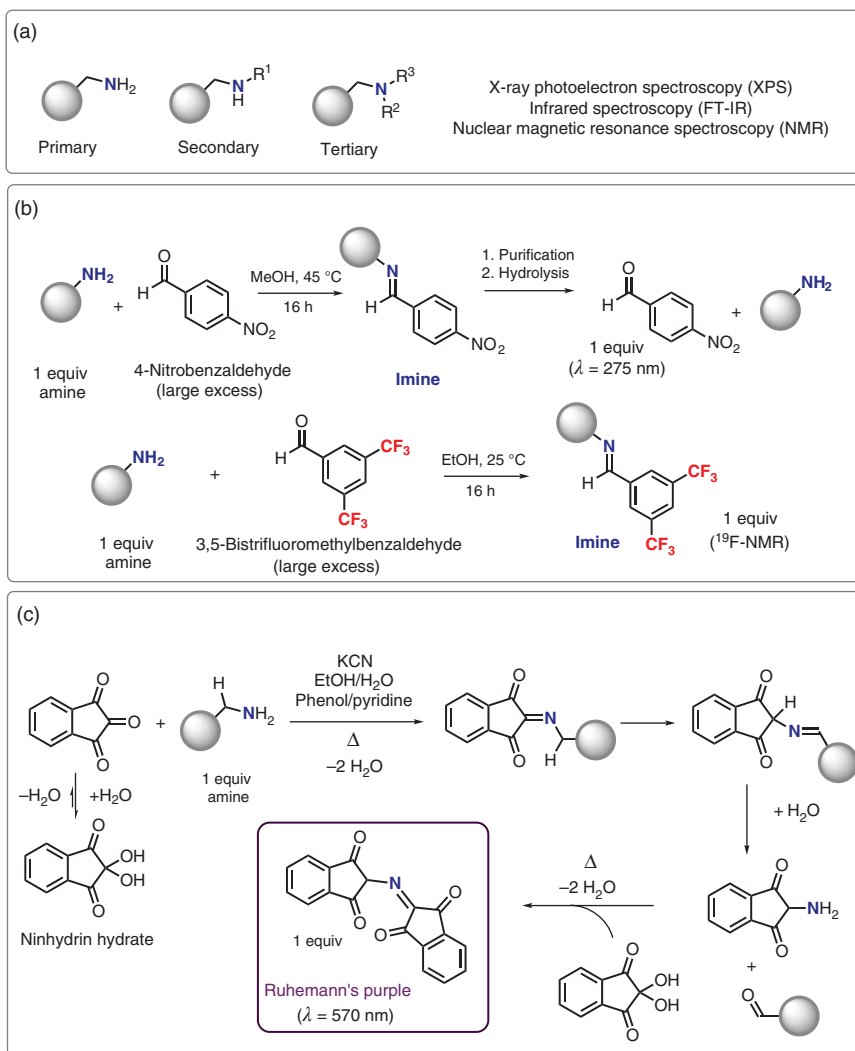 (a)
NH2
N
H
R1
N
R3
R2
Primary
Secondary
Tertiary
X-ray photoelectron spectroscopy (XPS)
Infrared spectroscopy (FT-IR)
Nuclear magnetic resonance spectroscopy (NMR)
(b)
NH2
+
O
H
NO2
MeOH, 45 °C
16 h
N
H
NO2
1. Purification
2. Hydrolysis
O
H
NO2
+
NH2
1 equiv
amine
4-Nitrobenzaldehyde
(large excess)
Imine
1 equiv
(λ = 275 nm)
NH2
+
O
H
CF3
CF3
EtOH, 25 °C
16 h
N
H
CF3
CF3
1 equiv
amine
3,5-Bistrifluoromethylbenzaldehyde
(large excess)
Imine
1 equiv
(19F-NMR)
(c)
O
O
O
+
H
NH2
1 equiv
amine
KCN
EtOH/H2O
Phenol/pyridine
Δ
–2 H2O
O
N
O
H
O
H
N
O
–H2O
+H2O
O
OH
OH
O
Ninhydrin hydrate
+ H2O
O
NH2
O
+
O
Δ
–2 H2O
O
OH
OH
O
O
N
O
O
O
1 equiv
Ruhemann's purple
(λ = 570 nm)